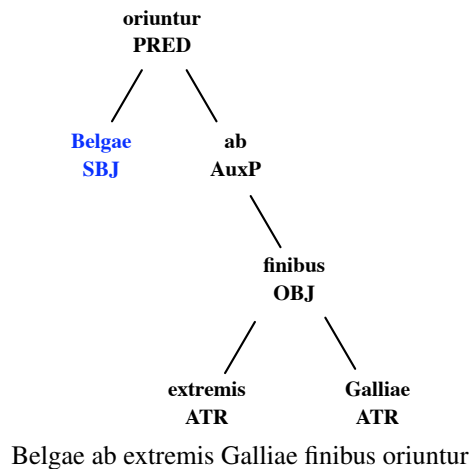 oriuntur
PRED
Belgae ab
SBJ AuxP
finibus
OBJ
extremis Galliae
ATR ATR
Belgae ab extremis Galliae finibus oriuntur